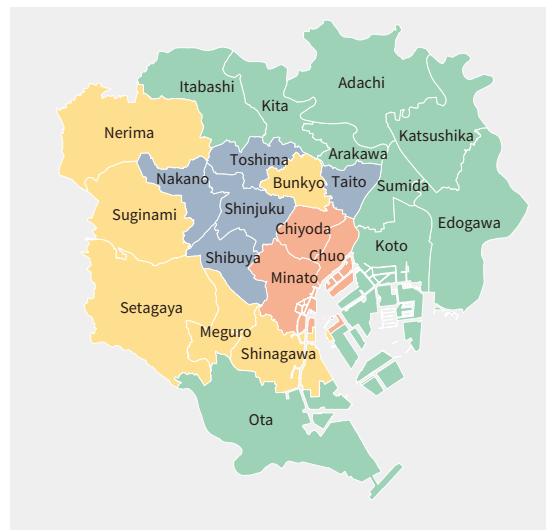 Itabashi
Kita
Adachi
Nerima
Katsushika
Toshima
Arakawa
Nakano
Bunkyo
Taito
Sumida
Suginami
Shinjuku
Chiyoda
Edogawa
Shibuya
Chuo
Koto
Minato
Setagaya
Meguro
Shinagawa
Ota